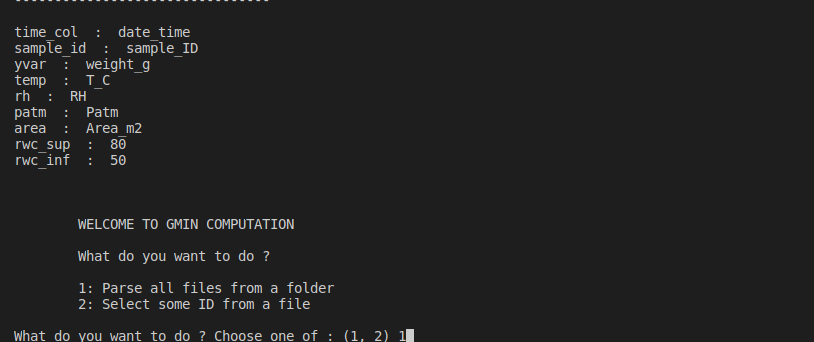 --------------------------------
time_col  :  date_time
sample_id  :  sample_ID
yvar  :  weight_g
temp  :  T_C
rh  :  RH
patm  :  Patm
area  :  Area_m2
rwc_sup  :  80
rwc_inf  :  50
WELCOME TO GMIN COMPUTATION
What do you want to do ?
1: Parse all files from a folder
2: Select some ID from a file
What do you want to do ? Choose one of : (1, 2) 1